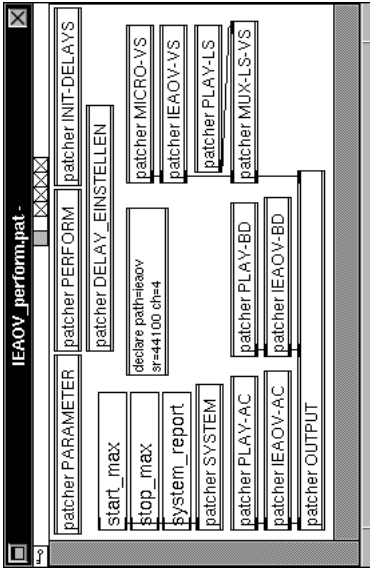 IEAOV_perform.pat -
patcher PARAMETER
patcher PERFORM
patcher INIT-DELAYS
patcher DELAY_EINSTELLEN
start_max
stop_max
system_report
patcher SYSTEM
declare path=ieaov
sr=44100 ch=4
patcher MICRO-VS
patcher IEAOV-VS
patcher PLAY-LS
patcher MUX-LS-VS
patcher PLAY-AC
patcher PLAY-BD
patcher IEAOV-AC
patcher IEAOV-BD
patcher OUTPUT